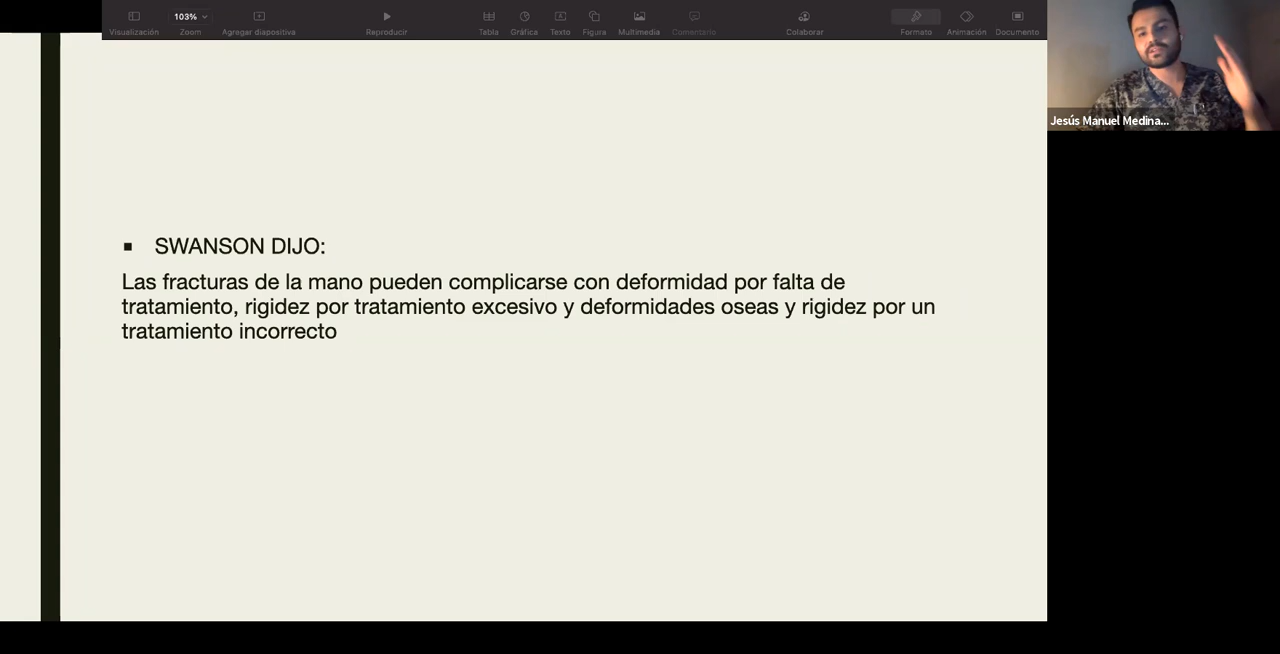 103%
Visualización Zoom Agregar diapositiva Reproducir Tabla Gráfica Texto Figura Multimedia Comentario Colaborar Formato Animación Documento
Jesús Manuel Medina...
▪ SWANSON DIJO:
Las fracturas de la mano pueden complicarse con deformidad por falta de
tratamiento, rigidez por tratamiento excesivo y deformidades oseas y rigidez por un
tratamiento incorrecto